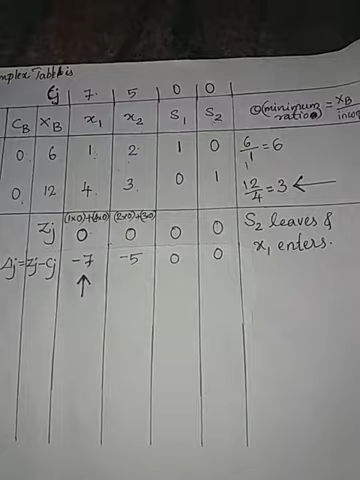 mplex Table is
Cj 7 5 0 0
CB XB x1 x2 S1 S2 (minimum ratio) = XB/incom
0 6 1 2 1 0 6/1 = 6
0 12 4 3 0 1 12/4 = 3 ←
Zj (1×0)+(4×0) 0 (2×0)+(3×0) 0 0 0 S2 leaves &
Δj = Zj - Cj -7 -5 0 0 x1 enters.
↑